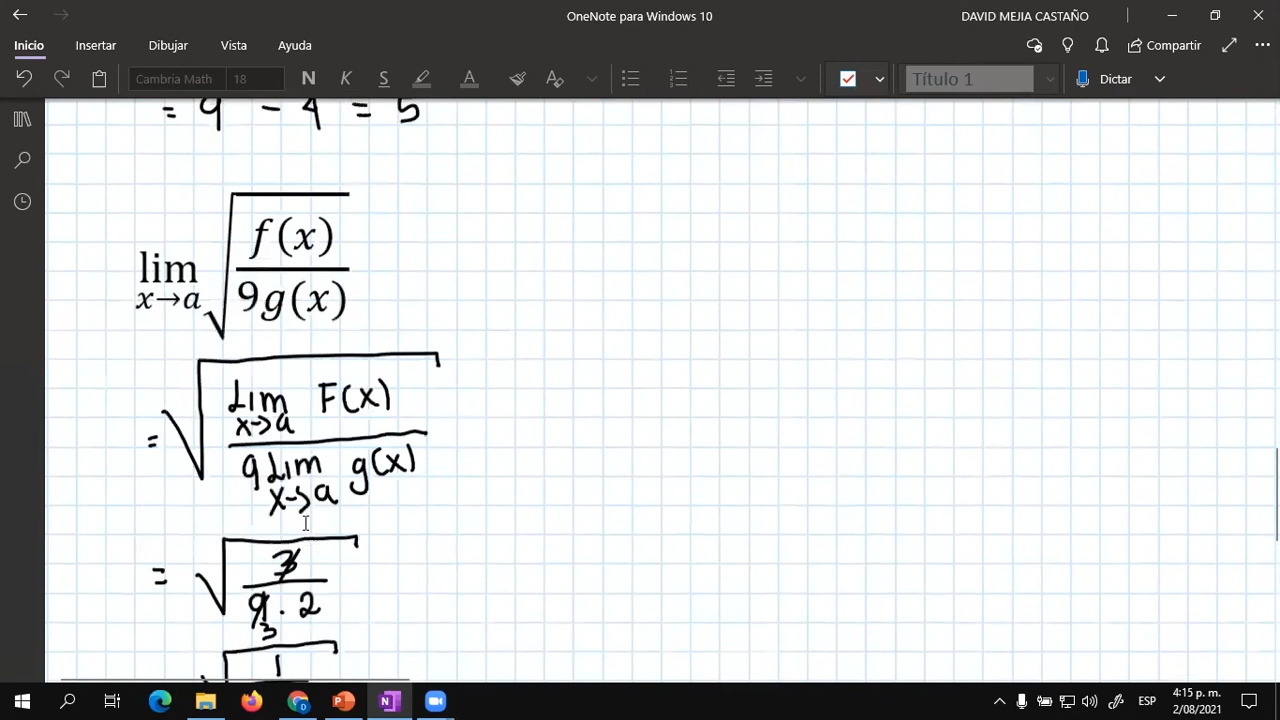 OneNote para Windows 10
DAVID MEJIA CASTAÑO
Inicio Insertar Dibujar Vista Ayuda
Compartir
Cambria Math 18 N K S A Título 1 Dictar
= 9 - 4 = 5
lim x→a √(f(x) / 9g(x))
= √(Lim x→a F(x) / 9 Lim x→a g(x))
= √(3 / 9 · 2)
3
√ 1
ESP
4:15 p. m.
2/08/2021